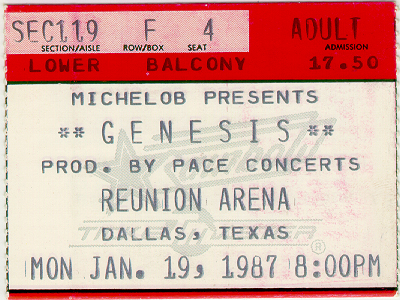 SEC119 F 4 ADULT
SECTION/AISLE ROW/BOX SEAT ADMISSION
LOWER BALCONY 17.50
MICHELOB PRESENTS
** GENESIS **
PROD. BY PACE CONCERTS
REUNION ARENA
DALLAS, TEXAS
MON JAN. 19, 1987 8:00PM